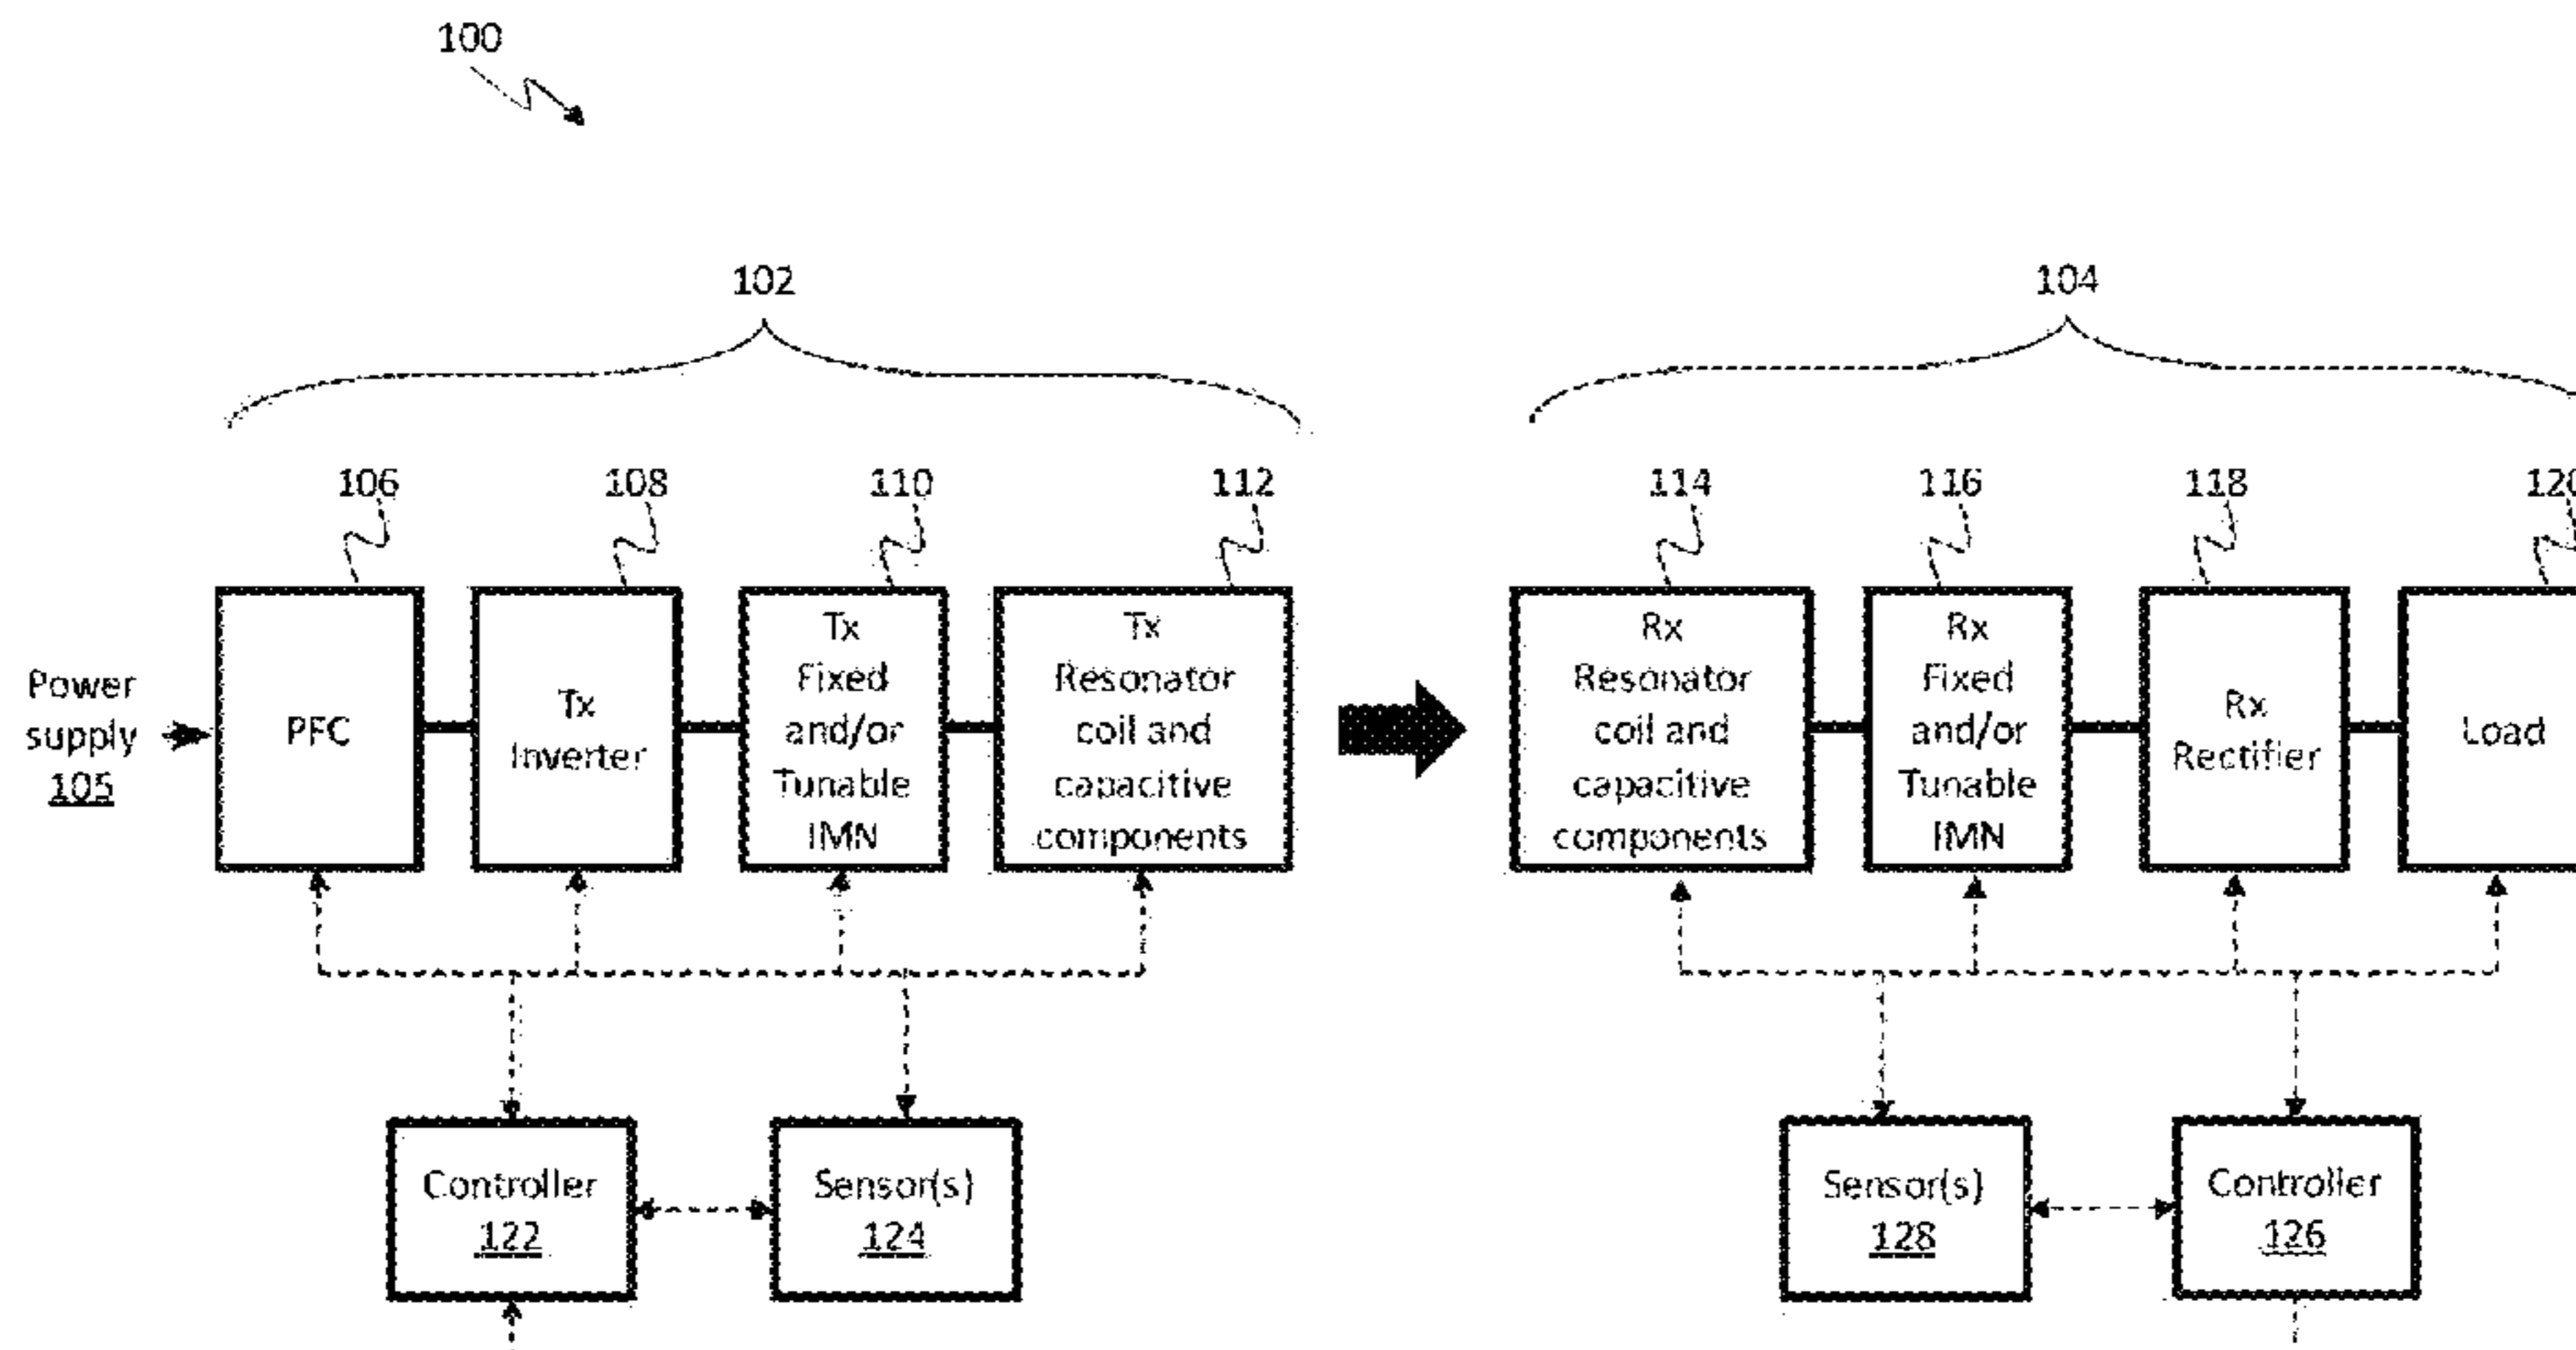 100
102
104
106
108
110
112
114
116
118
120
Power
supply
105
PFC
Tx
Inverter
Tx
Fixed
and/or
Tunable
IMN
Tx
Resonator
coil and
capacitive
components
Rx
Resonator
coil and
capacitive
components
Rx
Fixed
and/or
Tunable
IMN
Rx
Rectifier
Load
Controller
122
Sensor(s)
124
Sensor(s)
128
Controller
126